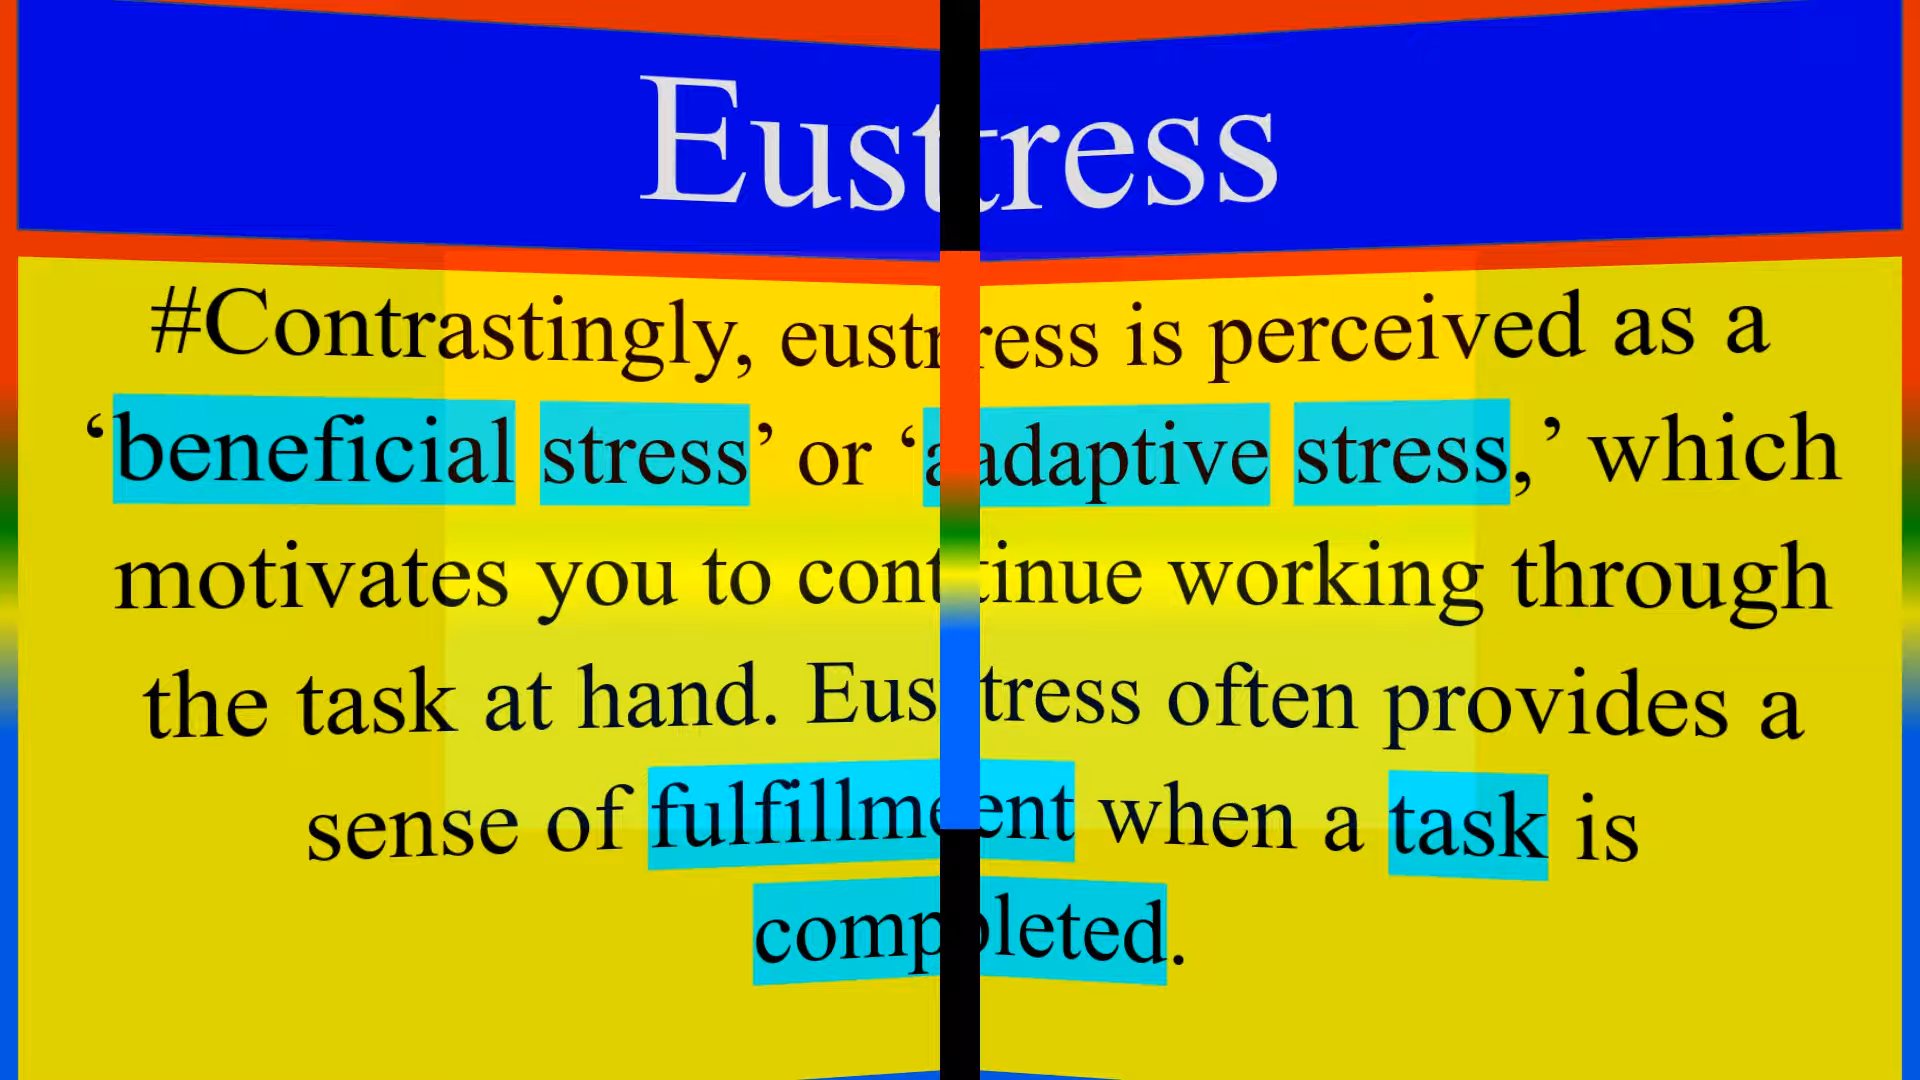 Eustress
#Contrastingly, eustress is perceived as a
‘beneficial stress’ or ‘adaptive stress,’ which
motivates you to continue working through
the task at hand. Eustress often provides a
sense of fulfillment when a task is
completed.